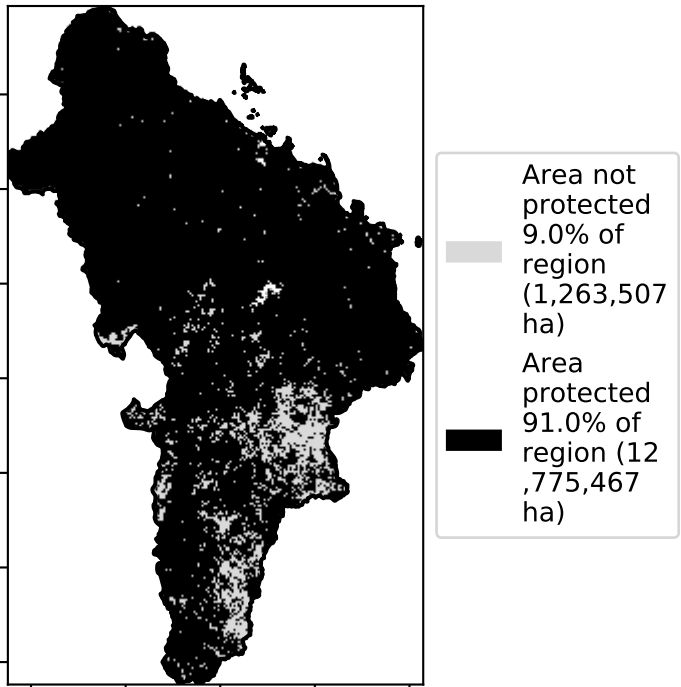 Area not
protected
9.0% of
region
(1,263,507
ha)
Area
protected
91.0% of
region (12
,775,467
ha)